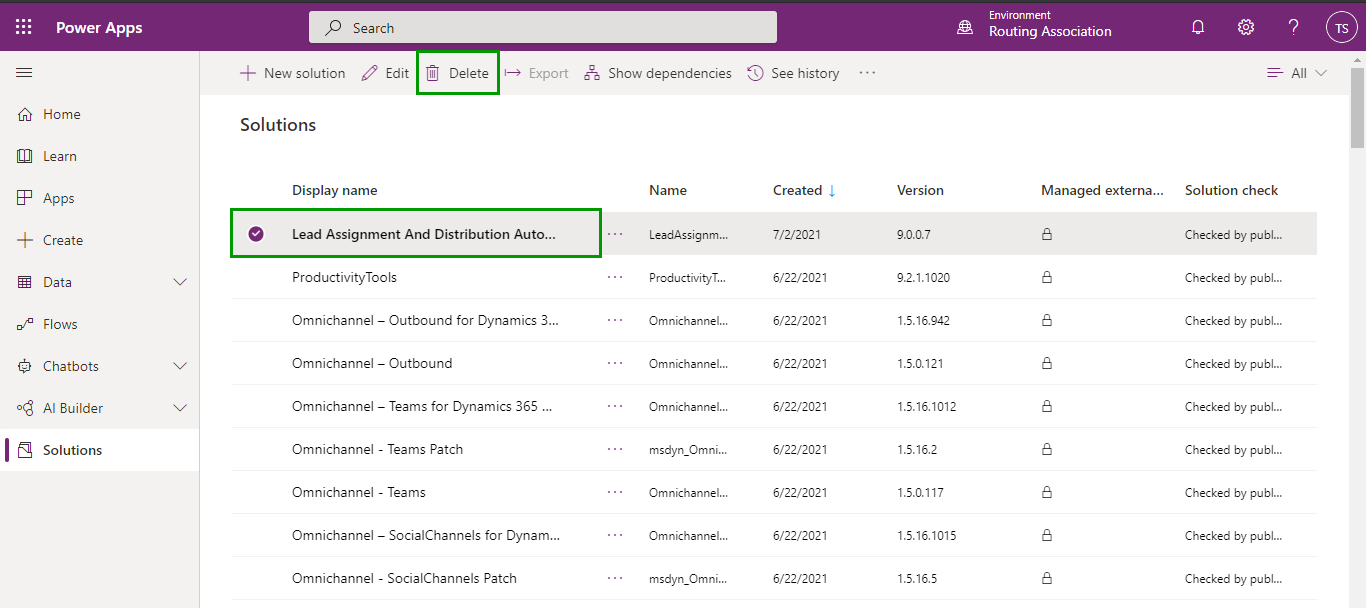 Power Apps
Search
Environment
Routing Association
TS
New solution Edit Delete Export Show dependencies See history ··· All
Home
Learn
Apps
Create
Data
Flows
Chatbots
AI Builder
Solutions
Solutions
Display name Name Created ↓ Version Managed externa... Solution check
Lead Assignment And Distribution Auto... ··· LeadAssignm... 7/2/2021 9.0.0.7 Checked by publ...
ProductivityTools ··· ProductivityT... 6/22/2021 9.2.1.1020 Checked by publ...
Omnichannel – Outbound for Dynamics 3... ··· Omnichannel... 6/22/2021 1.5.16.942 Checked by publ...
Omnichannel – Outbound ··· Omnichannel... 6/22/2021 1.5.0.121 Checked by publ...
Omnichannel – Teams for Dynamics 365 ... ··· Omnichannel... 6/22/2021 1.5.16.1012 Checked by publ...
Omnichannel - Teams Patch ··· msdyn_Omni... 6/22/2021 1.5.16.2 Checked by publ...
Omnichannel - Teams ··· Omnichannel... 6/22/2021 1.5.0.117 Checked by publ...
Omnichannel – SocialChannels for Dynam... ··· Omnichannel... 6/22/2021 1.5.16.1015 Checked by publ...
Omnichannel - SocialChannels Patch ··· msdyn_Omni... 6/22/2021 1.5.16.5 Checked by publ...